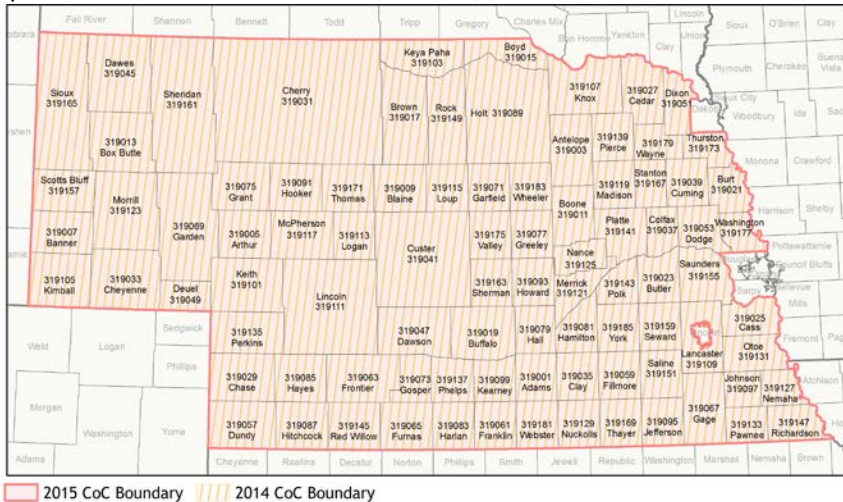 Fall River
Shannon
Bennett
Todd
Tripp
Gregory
Charles Mix
Bon Homme
Yankton
Clay
Lincoln
Union
Sioux
O'Brien
Clay
Plymouth
Cherokee
Buena
Vista
Sioux City
Woodbury
Ida
Sac
Monona
Crawford
Harrison
Shelby
Pottawattamie
Council Bluffs
Mills
Fremont
Page
Atchison
Sioux
319165
Dawes
319045
Sheridan
319161
Cherry
319031
Keya Paha
319103
Boyd
319015
Brown
319017
Rock
319149
Holt 319089
319107
Knox
319027
Cedar
Dixon
319051
319013
Box Butte
Antelope
319003
319139
Pierce
319179
Wayne
Thurston
319173
Scotts Bluff
319157
Morrill
319123
319075
Grant
319091
Hooker
319171
Thomas
319009
Blaine
319115
Loup
319071
Garfield
319183
Wheeler
Boone
319011
319119
Madison
Stanton
319167
319039
Cuming
Burt
319021
319007
Banner
319069
Garden
319005
Arthur
McPherson
319117
319113
Logan
Custer
319041
319175
Valley
319077
Greeley
Nance
319125
Platte
319141
Colfax
319037
319053
Dodge
Washington
319177
319105
Kimball
319033
Cheyenne
Deuel
319049
Keith
319101
Lincoln
319111
319163
Sherman
319093
Howard
Merrick
319121
319143
Polk
319023
Butler
Saunders
319155
Sarpy
319025
Cass
319135
Perkins
319047
Dawson
319019
Buffalo
319079
Hall
319081
Hamilton
319185
York
319159
Seward
Lancaster
319109
Otoe
319131
319029
Chase
319085
Hayes
319063
Frontier
319073
Gosper
319137
Phelps
319099
Kearney
319001
Adams
319035
Clay
319059
Fillmore
Saline
319151
319067
Gage
Johnson
319097
319127
Nemaha
319057
Dundy
319087
Hitchcock
319145
Red Willow
319065
Furnas
319083
Harlan
319061
Franklin
319181
Webster
319129
Nuckolls
319169
Thayer
319095
Jefferson
319133
Pawnee
319147
Richardson
Weld
Logan
Sedgwick
Phillips
Morgan
Washington
Yuma
Adams
Cheyenne
Rawlins
Decatur
Norton
Phillips
Smith
Jewell
Republic
Washington
Marshall
Nemaha
Brown
2015 CoC Boundary
2014 CoC Boundary